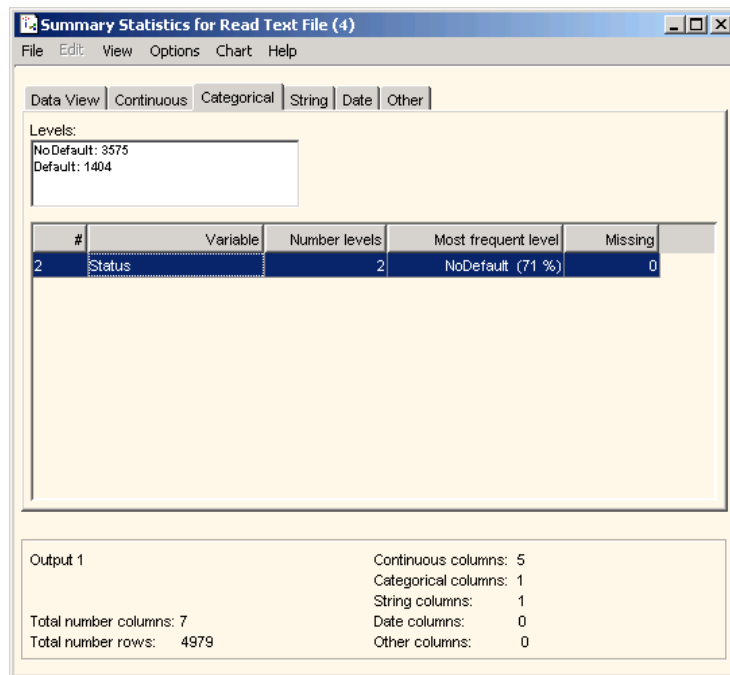 Summary Statistics for Read Text File (4)
File Edit View Options Chart Help
Data View Continuous Categorical String Date Other
Levels:
NoDefault: 3575
Default: 1404
# Variable Number levels Most frequent level Missing
2 Status 2 NoDefault (71 %) 0
Output 1 Continuous columns: 5
Categorical columns: 1
String columns: 1
Total number columns: 7 Date columns: 0
Total number rows: 4979 Other columns: 0